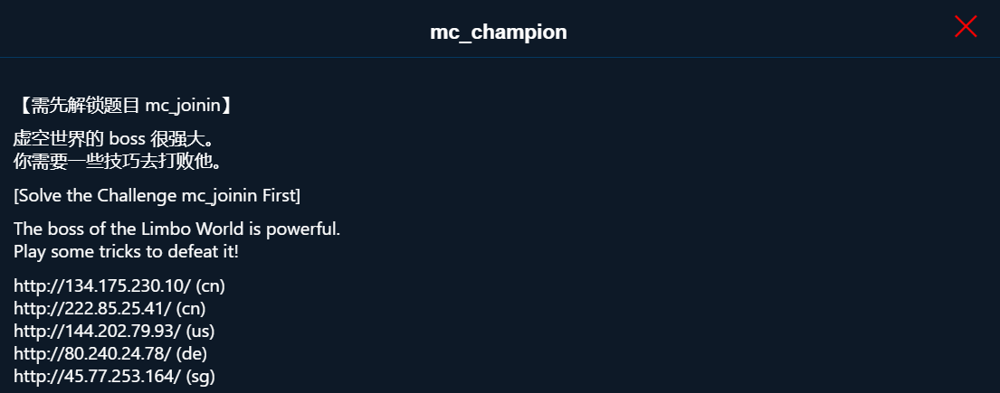 mc_champion
【需先解锁题目 mc_joinin】
虚空世界的 boss 很强大。
你需要一些技巧去打败他。
[Solve the Challenge mc_joinin First]
The boss of the Limbo World is powerful.
Play some tricks to defeat it!
http://134.175.230.10/ (cn)
http://222.85.25.41/ (cn)
http://144.202.79.93/ (us)
http://80.240.24.78/ (de)
http://45.77.253.164/ (sg)